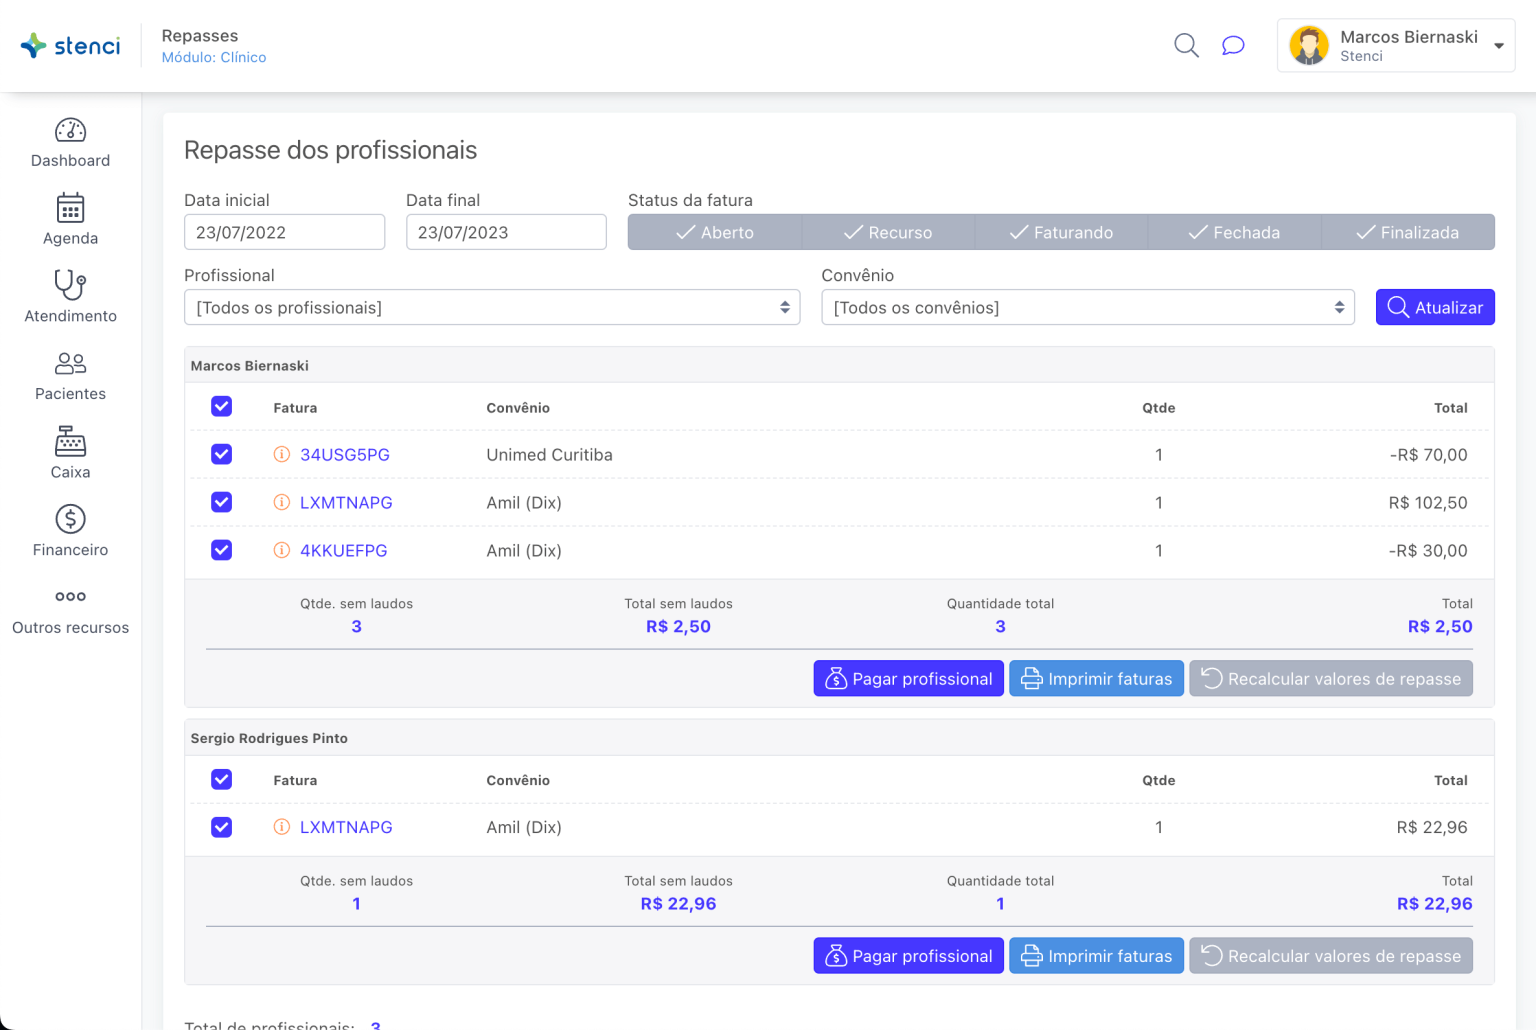 stenci
Repasses
Módulo: Clínico
Marcos Biernaski
Stenci
Dashboard
Agenda
Atendimento
Pacientes
Caixa
Financeiro
Outros recursos
Repasse dos profissionais
Data inicial
Data final
Status da fatura
23/07/2022
23/07/2023
Aberto
Recurso
Faturando
Fechada
Finalizada
Profissional
Convênio
[Todos os profissionais]
[Todos os convênios]
Atualizar
Marcos Biernaski
Fatura Convênio Qtde Total
34USG5PG Unimed Curitiba 1 -R$ 70,00
LXMTNAPG Amil (Dix) 1 R$ 102,50
4KKUEFPG Amil (Dix) 1 -R$ 30,00
Qtde. sem laudos Total sem laudos Quantidade total Total
3 R$ 2,50 3 R$ 2,50
Pagar profissional Imprimir faturas Recalcular valores de repasse
Sergio Rodrigues Pinto
Fatura Convênio Qtde Total
LXMTNAPG Amil (Dix) 1 R$ 22,96
Qtde. sem laudos Total sem laudos Quantidade total Total
1 R$ 22,96 1 R$ 22,96
Pagar profissional Imprimir faturas Recalcular valores de repasse
Total de profissionais: 3